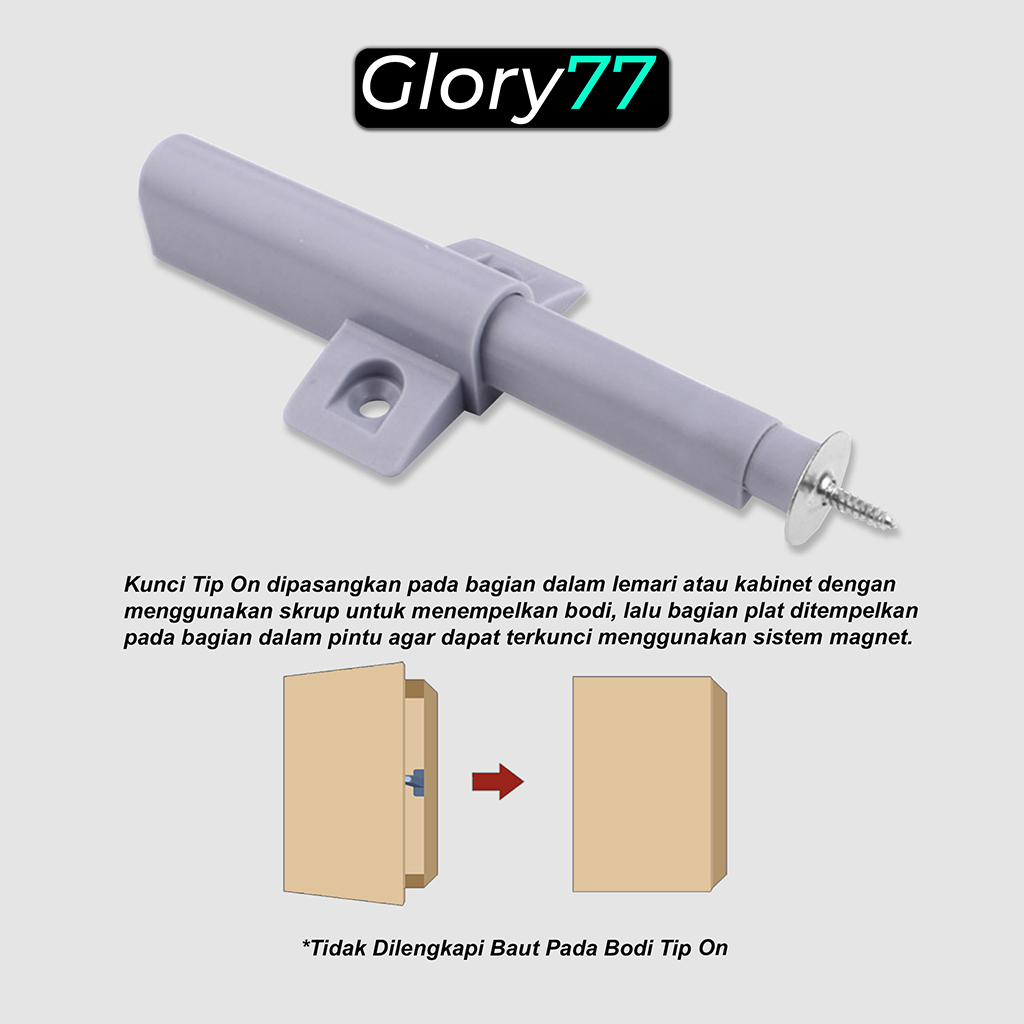 Glory77
Kunci Tip On dipasangkan pada bagian dalam lemari atau kabinet dengan
menggunakan skrup untuk menempelkan bodi, lalu bagian plat ditempelkan
pada bagian dalam pintu agar dapat terkunci menggunakan sistem magnet.
*Tidak Dilengkapi Baut Pada Bodi Tip On